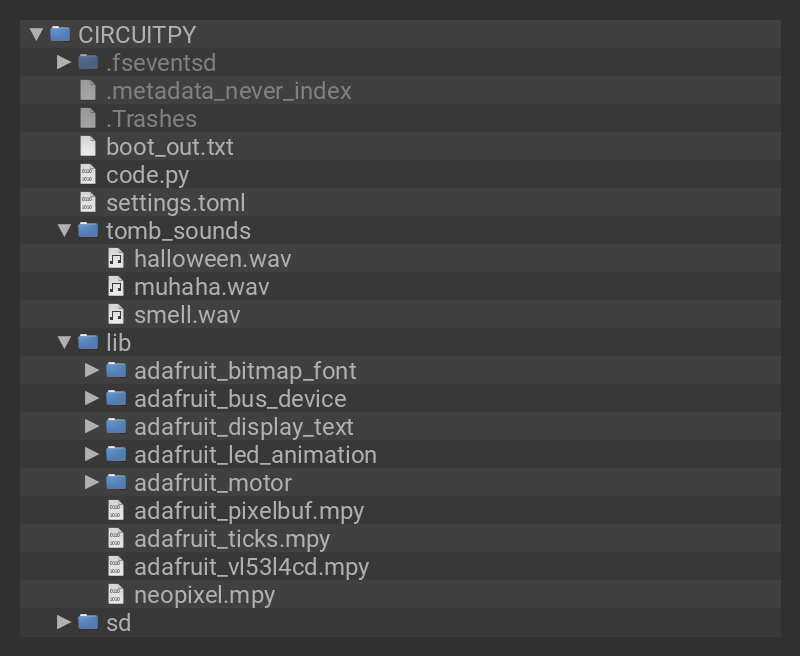 CIRCUITPY
.fseventsd
.metadata_never_index
.Trashes
boot_out.txt
code.py
settings.toml
tomb_sounds
halloween.wav
muhaha.wav
smell.wav
lib
adafruit_bitmap_font
adafruit_bus_device
adafruit_display_text
adafruit_led_animation
adafruit_motor
adafruit_pixelbuf.mpy
adafruit_ticks.mpy
adafruit_vl53l4cd.mpy
neopixel.mpy
sd